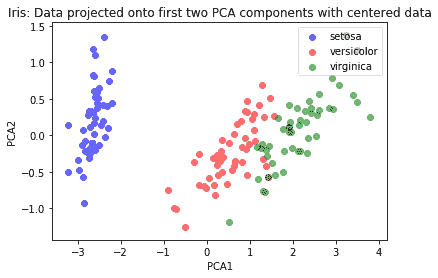 Iris: Data projected onto first two PCA components with centered data
setosa
versicolor
virginica
PCA2
1.5
1.0
0.5
0.0
−0.5
−1.0
−3
−2
−1
0
1
2
3
4
PCA1